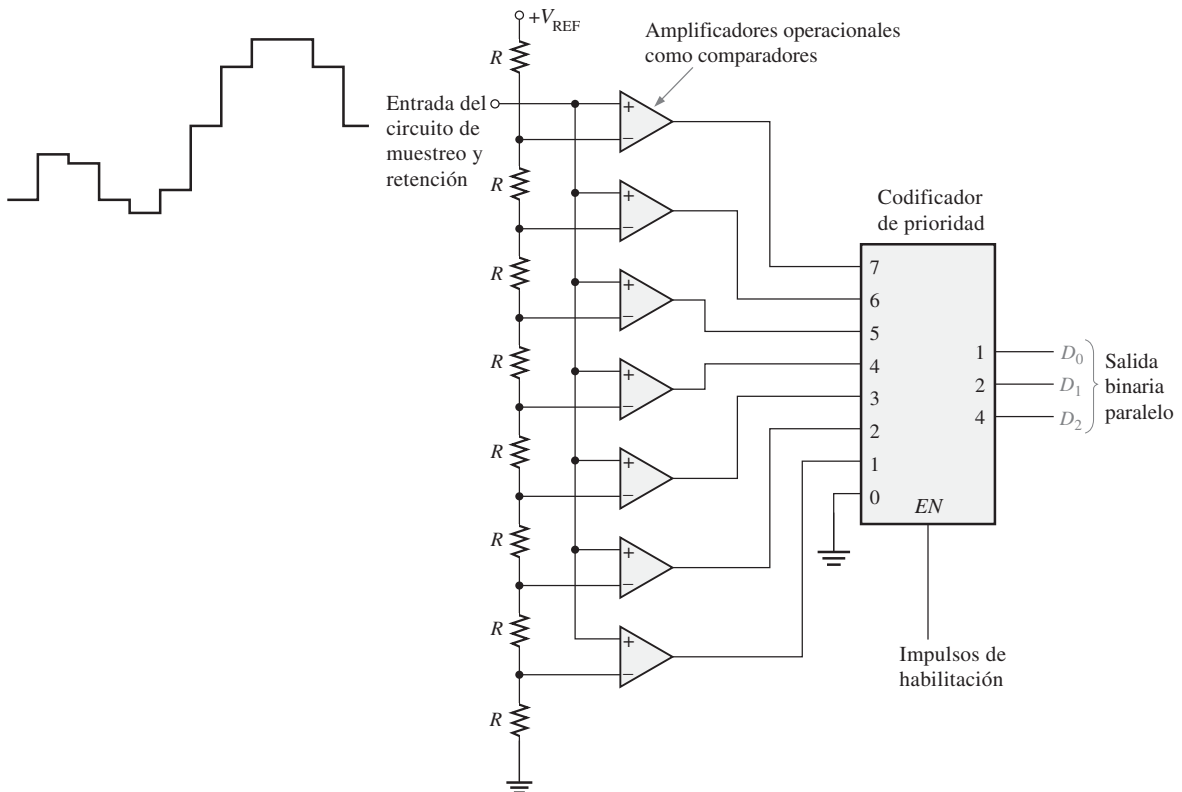 +V_REF
Amplificadores operacionales
como comparadores
R
Entrada del
circuito de
muestreo y
retención
+
−
R
+
−
R
+
−
R
+
−
R
+
−
R
+
−
R
+
−
R
Codificador
de prioridad
7
6
5
4
3
2
1
0
EN
1
2
4
D0
D1
D2
Salida
binaria
paralelo
Impulsos de
habilitación